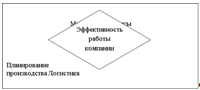 Эффективность
работы
компании
Планирование
производства Логистика